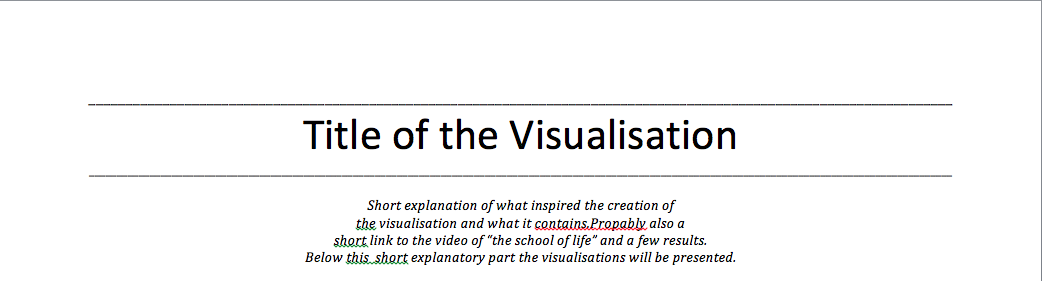 Title of the Visualisation
Short explanation of what inspired the creation of
the visualisation and what it contains.Propably also a
short link to the video of “the school of life” and a few results.
Below this  short explanatory part the visualisations will be presented.